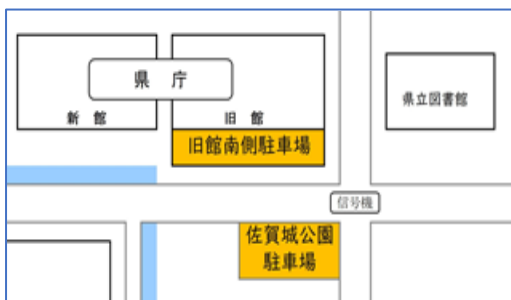 県庁
新館
旧館
県立図書館
旧館南側駐車場
信号機
佐賀城公園
駐車場